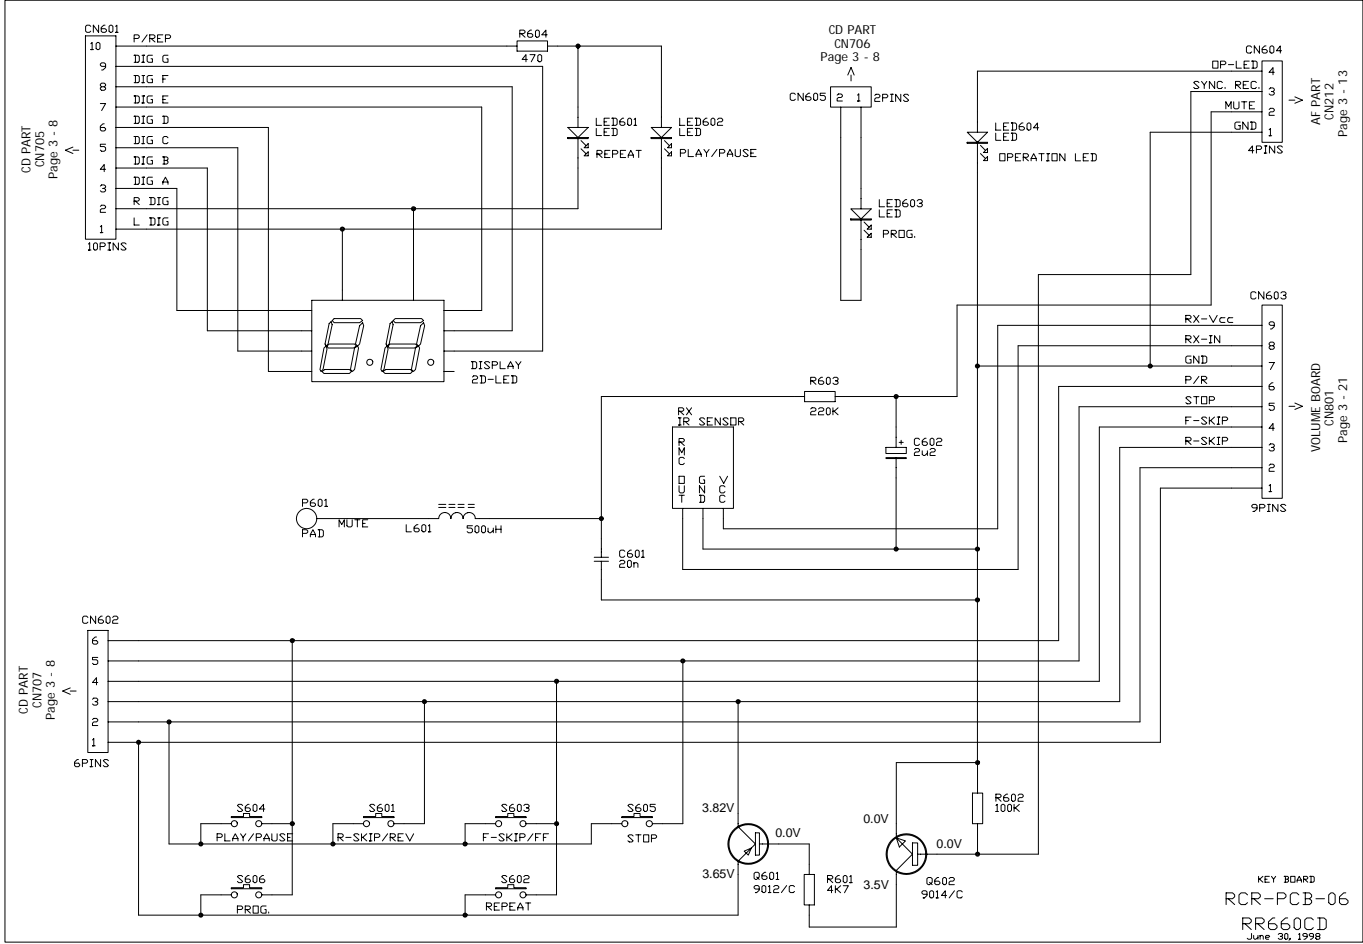 CN601
10
9
8
7
6
5
4
3
2
1
10PINS
P/REP
DIG G
DIG F
DIG E
DIG D
DIG C
DIG B
DIG A
R DIG
L DIG
CD PART
CN705
Page 3 - 8
R604
470
LED601
LED
REPEAT
LED602
LED
PLAY/PAUSE
DISPLAY
2D-LED
CD PART
CN706
Page 3 - 8
CN605
2 1
2PINS
LED603
LED
PROG.
LED604
LED
OPERATION LED
CN604
OP-LED
4
SYNC. REC.
3
MUTE
2
GND
1
4PINS
AF PART
CN212
Page 3 - 13
CN603
RX-Vcc
9
RX-IN
8
GND
7
P/R
6
STOP
5
F-SKIP
4
R-SKIP
3
2
1
9PINS
VOLUME BOARD
CN801
Page 3 - 21
R603
220K
RX
IR SENSOR
RMC OUT
GND
VCC
+
C602
2u2
P601
PAD
MUTE
L601
500uH
C601
20n
CN602
6
5
4
3
2
1
6PINS
CD PART
CN707
Page 3 - 8
S604
PLAY/PAUSE
S601
R-SKIP/REV
S603
F-SKIP/FF
S605
STOP
S606
PROG.
S602
REPEAT
3.82V
0.0V
3.65V
Q601
9012/C
R601
4K7
0.0V
0.0V
3.5V
Q602
9014/C
R602
100K
KEY BOARD
RCR-PCB-06
RR660CD
June 30, 1998